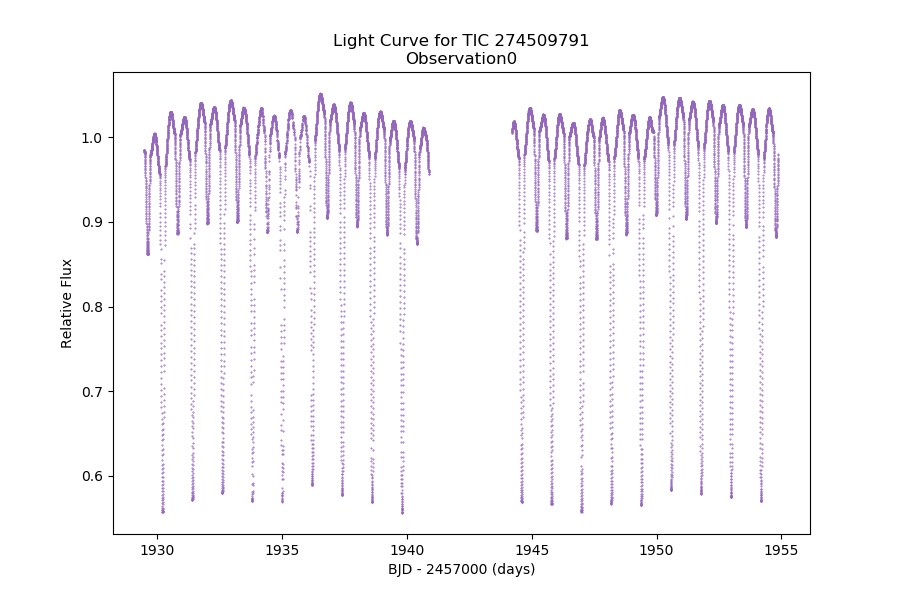 Light Curve for TIC 274509791
Observation0
Relative Flux
1.0
0.9
0.8
0.7
0.6
1930
1935
1940
1945
1950
1955
BJD - 2457000 (days)